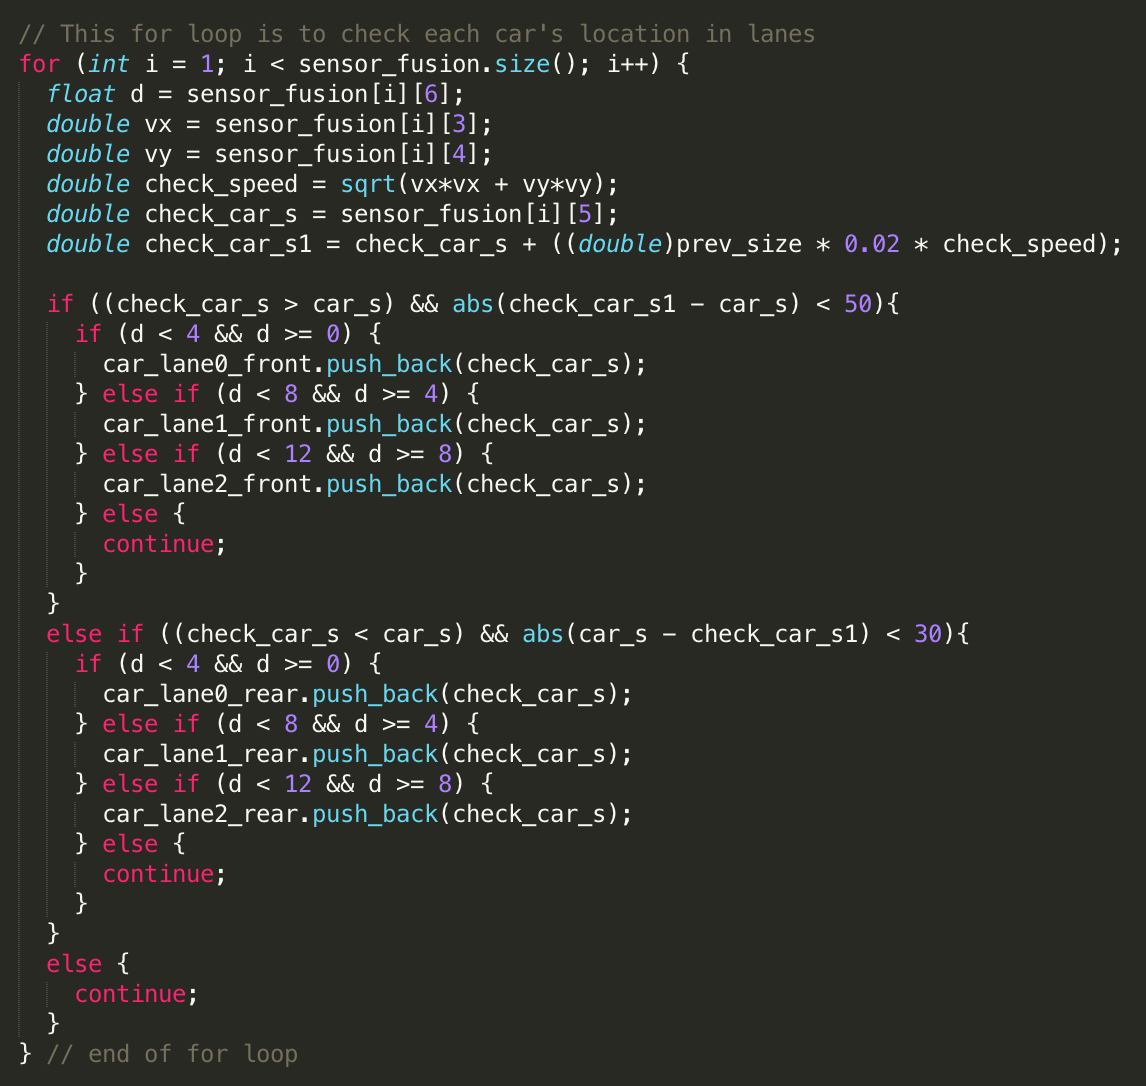 // This for loop is to check each car's location in lanes
for (int i = 1; i < sensor_fusion.size(); i++) {
  float d = sensor_fusion[i][6];
  double vx = sensor_fusion[i][3];
  double vy = sensor_fusion[i][4];
  double check_speed = sqrt(vx*vx + vy*vy);
  double check_car_s = sensor_fusion[i][5];
  double check_car_s1 = check_car_s + ((double)prev_size * 0.02 * check_speed);

  if ((check_car_s > car_s) && abs(check_car_s1 - car_s) < 50){
    if (d < 4 && d >= 0) {
      car_lane0_front.push_back(check_car_s);
    } else if (d < 8 && d >= 4) {
      car_lane1_front.push_back(check_car_s);
    } else if (d < 12 && d >= 8) {
      car_lane2_front.push_back(check_car_s);
    } else {
      continue;
    }
  }
  else if ((check_car_s < car_s) && abs(car_s - check_car_s1) < 30){
    if (d < 4 && d >= 0) {
      car_lane0_rear.push_back(check_car_s);
    } else if (d < 8 && d >= 4) {
      car_lane1_rear.push_back(check_car_s);
    } else if (d < 12 && d >= 8) {
      car_lane2_rear.push_back(check_car_s);
    } else {
      continue;
    }
  }
  else {
    continue;
  }
} // end of for loop